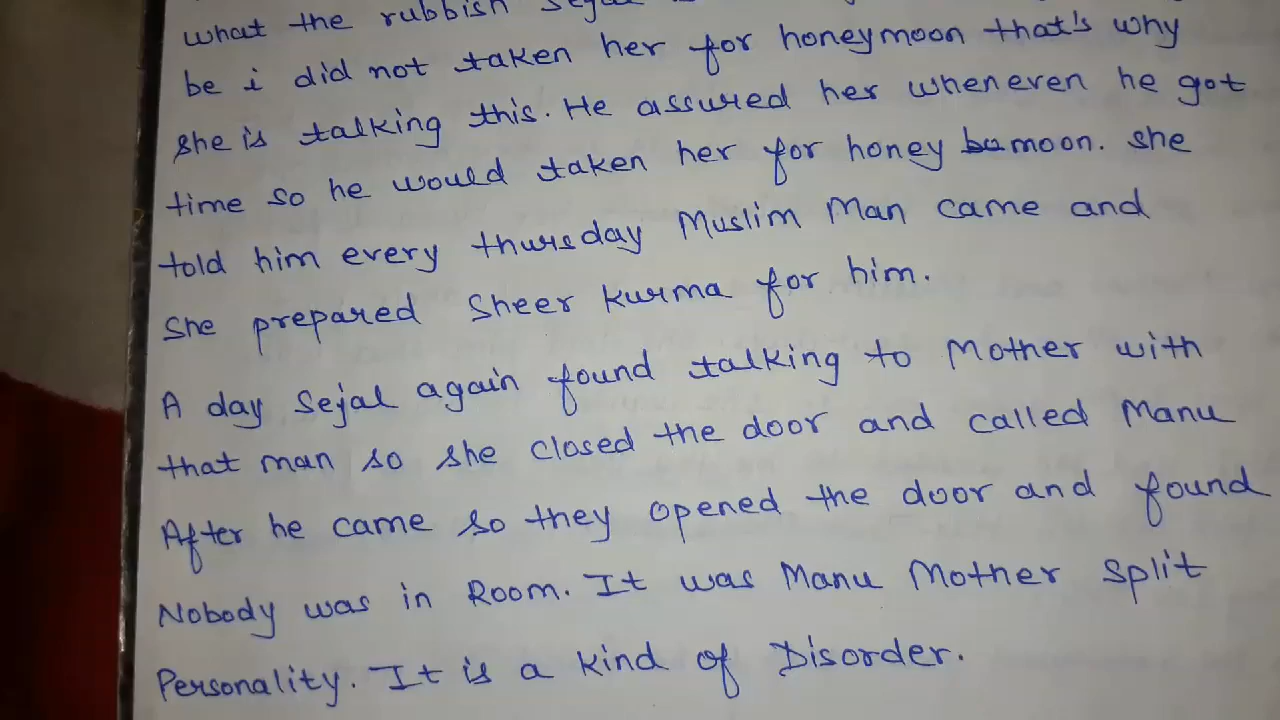 what the rubbish Sejal
be i did not taken her for honeymoon that's why
she is talking this. He assured her wheneven he got
time so he would taken her for honey bamoon. she
told him every thursday Muslim Man came and
She prepared Sheer Kurma for him.
A day Sejal again found talking to Mother with
that man so she closed the door and called Manu
After he came so they opened the door and found
Nobody was in Room. It was Manu Mother Split
Personality. It is a kind of Disorder.